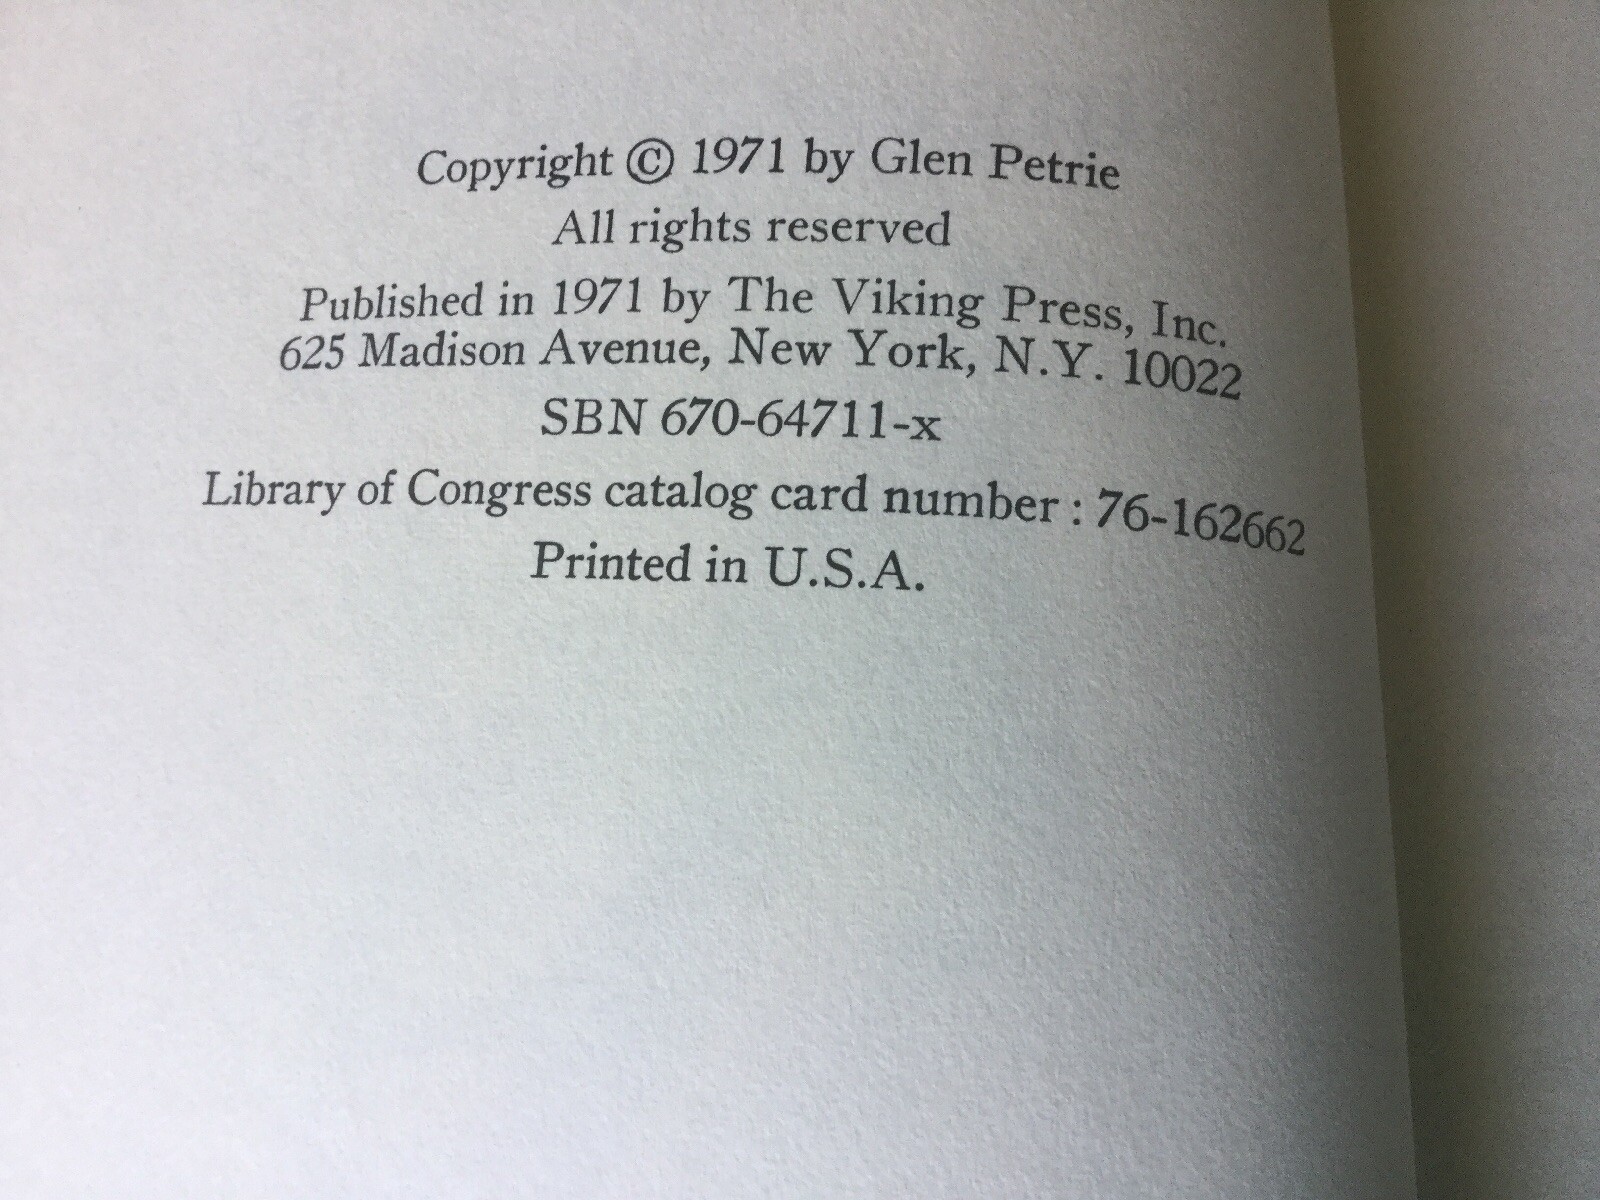 Copyright © 1971 by Glen Petrie
All rights reserved
Published in 1971 by The Viking Press, Inc.
625 Madison Avenue, New York, N.Y. 10022
SBN 670-64711-x
Library of Congress catalog card number : 76-162662
Printed in U.S.A.